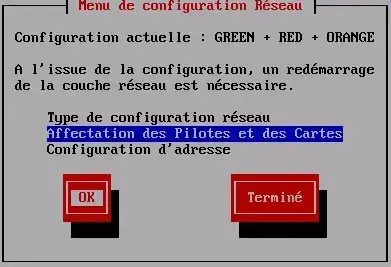 Menu de configuration Réseau
Configuration actuelle : GREEN + RED + ORANGE
A l'issue de la configuration, un redémarrage
de la couche réseau est nécessaire.
Type de configuration réseau
Affectation des Pilotes et des Cartes
Configuration d'adresse
OK
Terminé